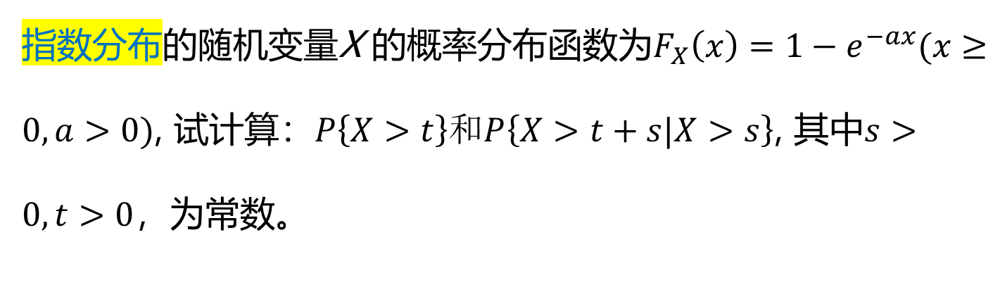 指数分布的随机变量X的概率分布函数为F_X(x) = 1 − e^{−ax}(x ≥
0, a > 0), 试计算：P{X > t}和P{X > t + s|X > s}, 其中s >
0, t > 0，为常数。